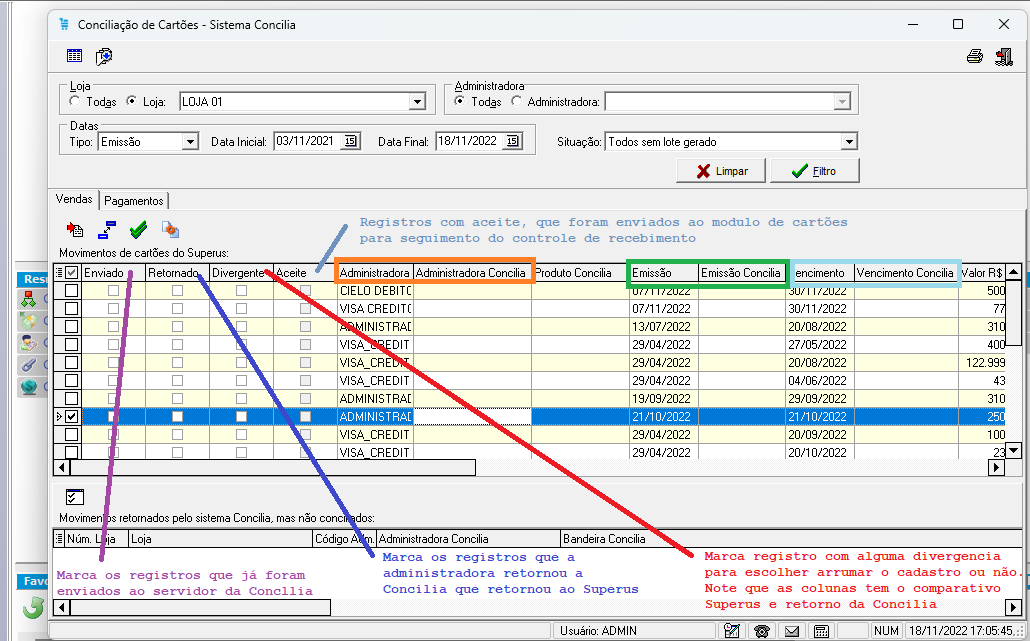 Conciliação de Cartões - Sistema Concilia
Loja
Todas Loja: LOJA 01
Administradora
Todas Administradora:
Datas
Tipo: Emissão Data Inicial: 03/11/2021 15 Data Final: 18/11/2022 15 Situação: Todos sem lote gerado
Limpar Filtro
Vendas Pagamentos
Registros com aceite, que foram enviados ao modulo de cartões
para seguimento do controle de recebimento
Movimentos de cartões do Superus:
Enviado Retornado Divergente Aceite Administradora Administradora Concilia Produto Concilia Emissão Emissão Concilia encimento Vencimento Concilia Valor R$
CIELO DEBITO 07/11/2022 30/11/2022 500
VISA CREDITO 07/11/2022 30/11/2022 77
ADMINISTRAD 13/07/2022 20/08/2022 310
VISA_CREDIT 29/04/2022 27/05/2022 400
VISA_CREDIT 29/04/2022 20/08/2022 122.999
VISA_CREDIT 29/04/2022 04/06/2022 43
ADMINISTRAD 19/09/2022 29/09/2022 310
ADMINISTRAD 21/10/2022 21/10/2022 250
VISA_CREDIT 29/04/2022 20/09/2022 100
VISA_CREDIT 29/04/2022 20/10/2022 23
Resu
Movimentos retornados pelo sistema Concilia, mas não conciliados:
Núm. Loja Loja Código Adm. Administradora Concilia Bandeira Concilia
Marca os registros que já foram
enviados ao servidor da Concllia
Marca os registros que a
administradora retornou a
Concilia que retornou ao Superus
Marca registro com alguma divergencia
para escolher arrumar o cadastro ou não.
Note que as colunas tem o comparativo
Superus e retorno da Concilia
Favo
Usuário: ADMIN NUM 18/11/2022 17:05:45